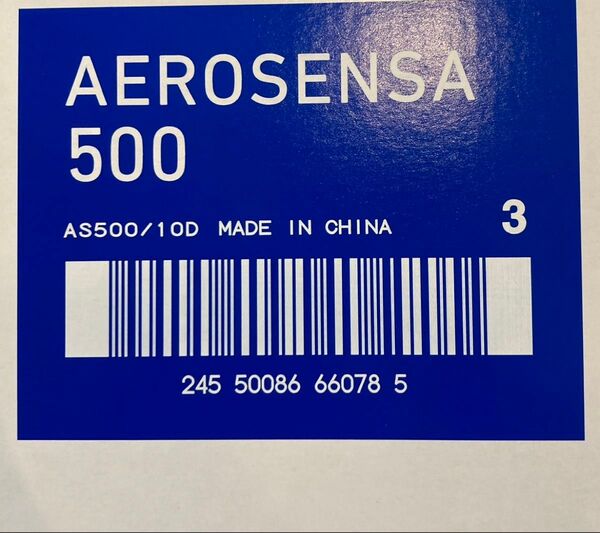 AEROSENSA
500
AS500/10D MADE IN CHINA 3
245 50086 66078 5